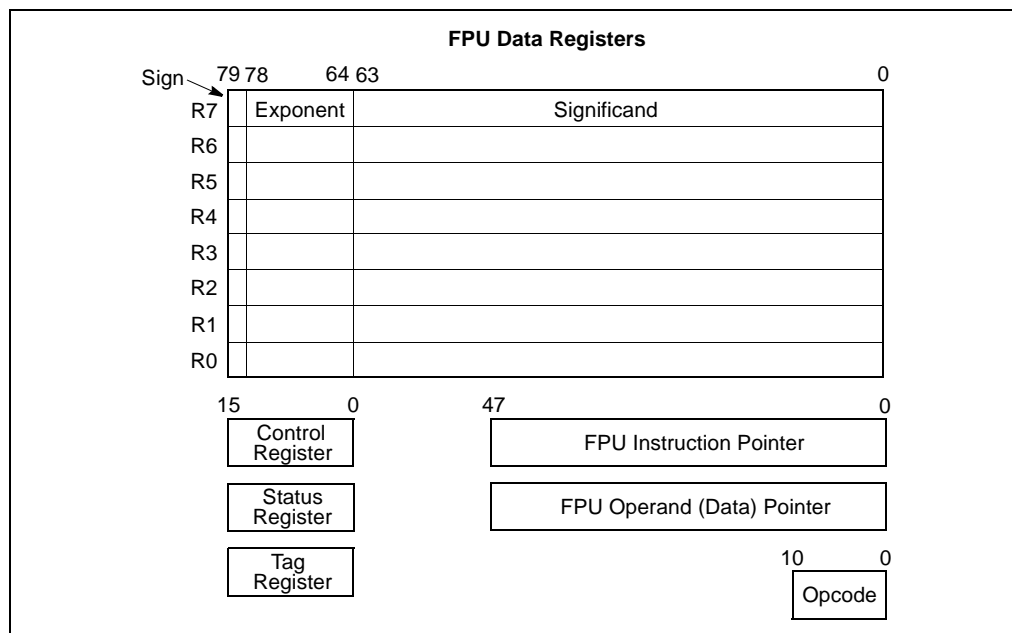 FPU Data Registers
Sign 79 78 64 63 0
R7 Exponent Significand
R6
R5
R4
R3
R2
R1
R0
15 0 47 0
Control
Register
FPU Instruction Pointer
Status
Register
FPU Operand (Data) Pointer
Tag
Register
10 0
Opcode